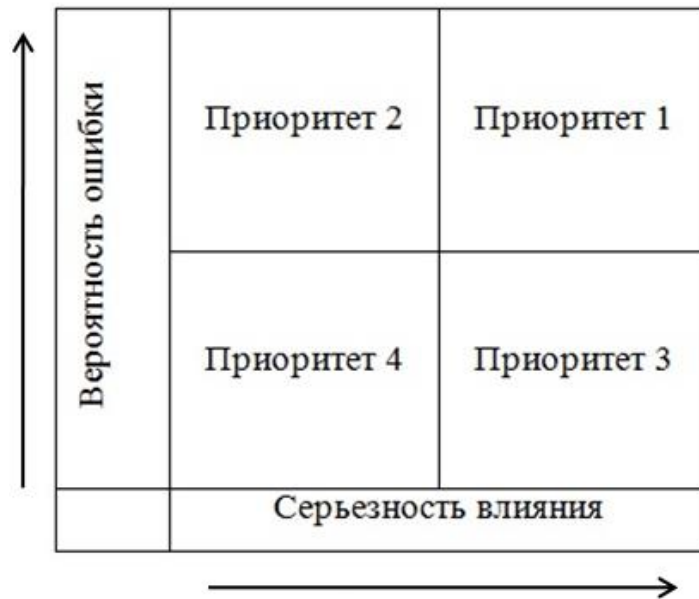 Вероятность ошибки
Приоритет 2
Приоритет 1
Приоритет 4
Приоритет 3
Серьезность влияния